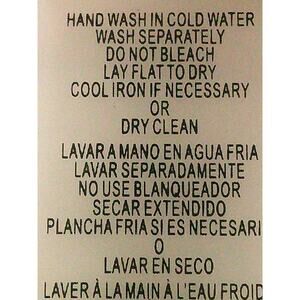 HAND WASH IN COLD WATER
WASH SEPARATELY
DO NOT BLEACH
LAY FLAT TO DRY
COOL IRON IF NECESSARY
OR
DRY CLEAN
LAVAR A MANO EN AGUA FRIA
LAVAR SEPARADAMENTE
NO USE BLANQUEADOR
SECAR EXTENDIDO
PLANCHA FRIA SI ES NECESARI
O
LAVAR EN SECO
LAVER À LA MAIN À L'EAU FROID